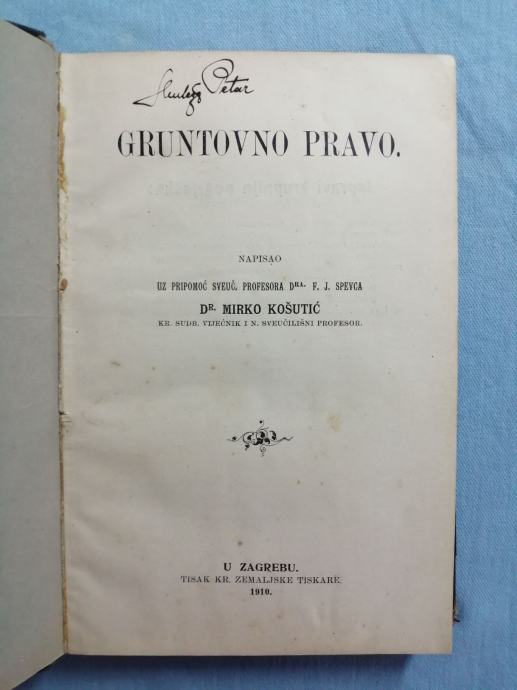 Petar
GRUNTOVNO PRAVO.
NAPISAO
UZ PRIPOMOĆ SVEUČ. PROFESORA DRA. F. J. SPEVCA
DR. MIRKO KOŠUTIĆ
KR. SUDB. VIJEĆNIK I N. SVEUČILIŠNI PROFESOR.
U ZAGREBU.
TISAK KR. ZEMALJSKE TISKARE.
1910.